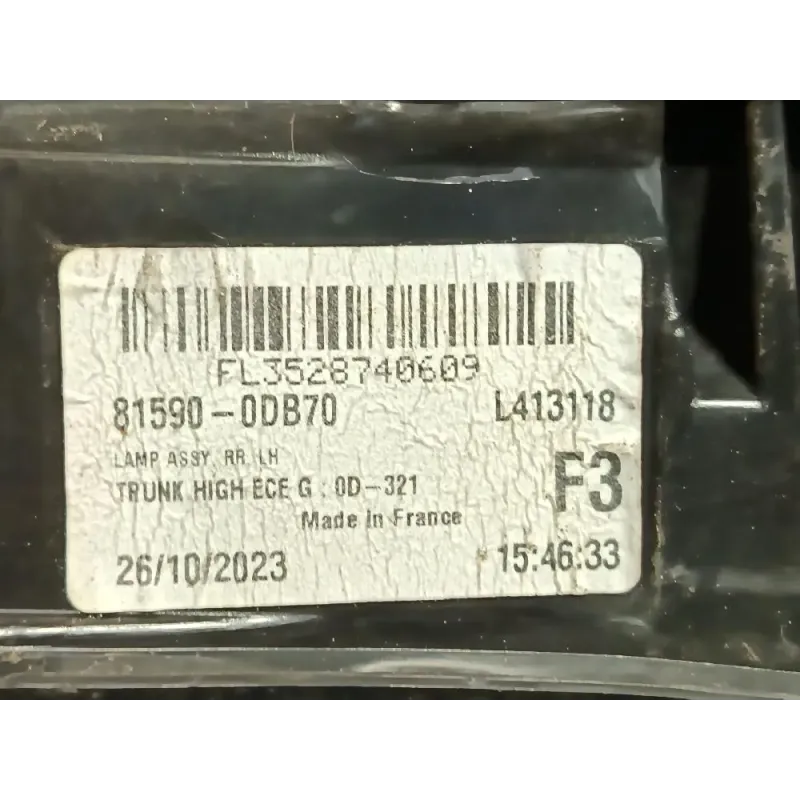 FL3528740609
81590-0DB70 L413118
LAMP ASSY, RR. LH
TRUNK HIGH ECE G : 0D-321 F3
Made in France
26/10/2023 15:46:33